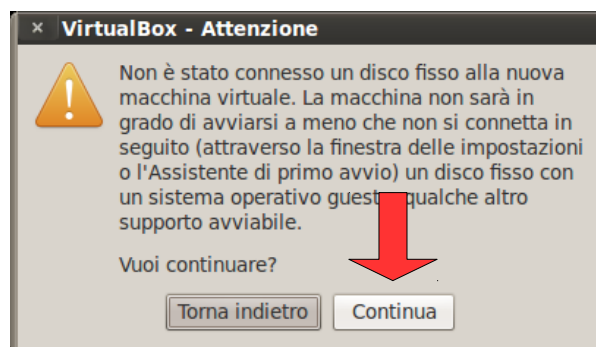 VirtualBox - Attenzione
Non è stato connesso un disco fisso alla nuova
macchina virtuale. La macchina non sarà in
grado di avviarsi a meno che non si connetta in
seguito (attraverso la finestra delle impostazioni
o l'Assistente di primo avvio) un disco fisso con
un sistema operativo guest qualche altro
supporto avviabile.
Vuoi continuare?
Torna indietro Continua